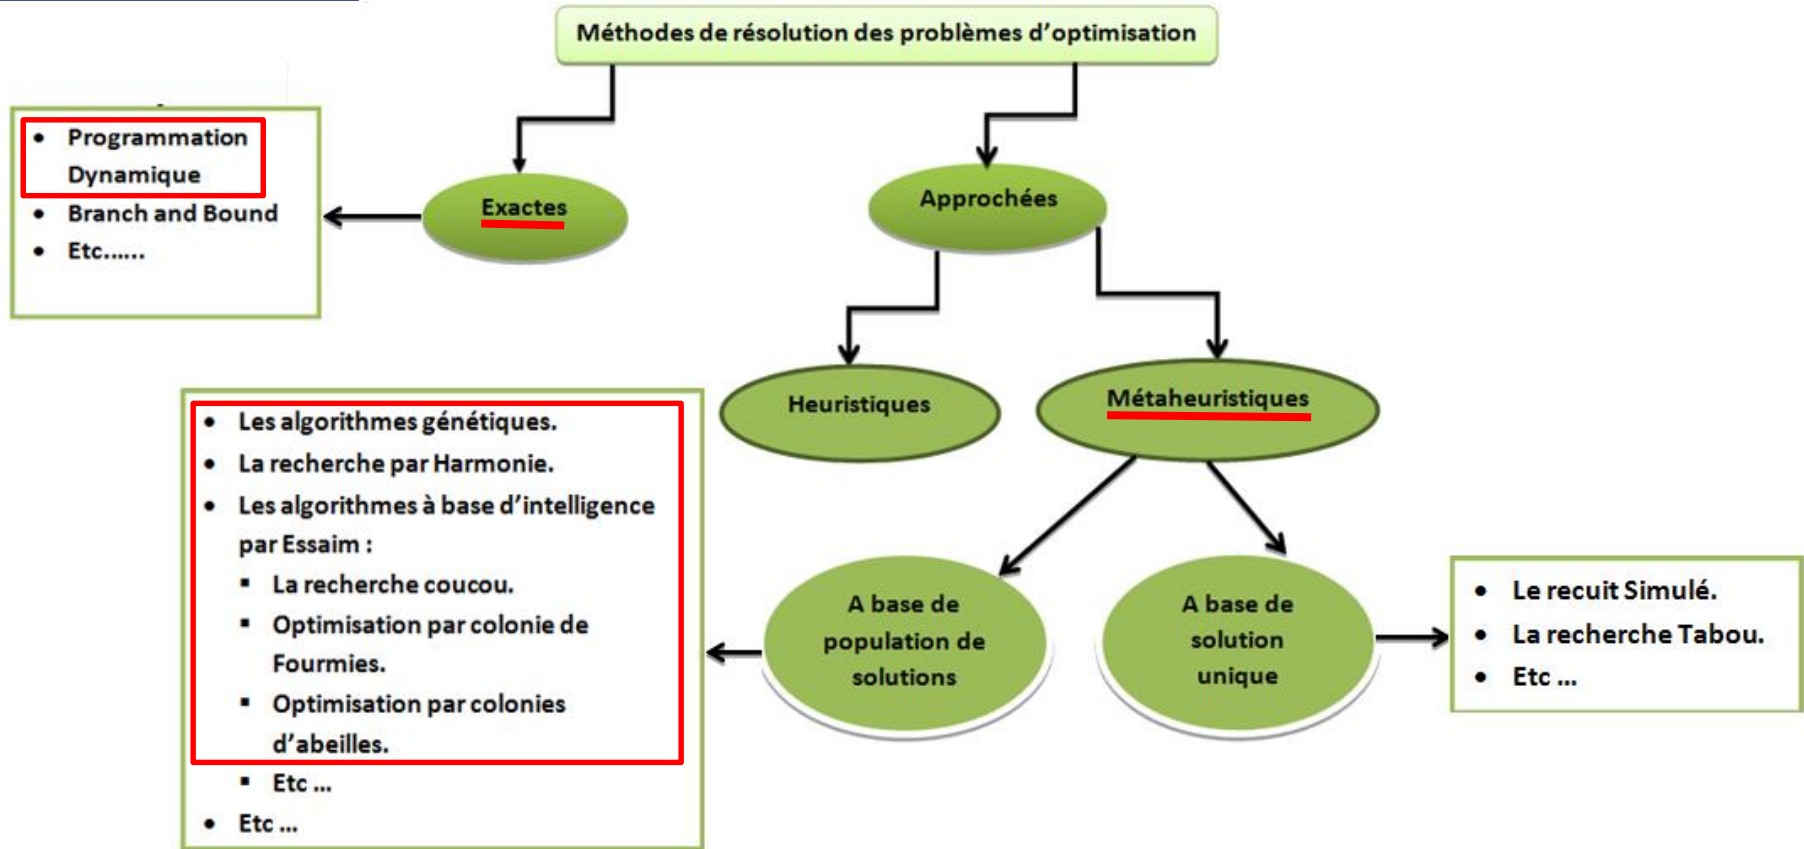 Méthodes de résolution des problèmes d'optimisation
• Programmation
Dynamique
• Branch and Bound
• Etc......
Exactes
Approchées
Heuristiques
Métaheuristiques
• Les algorithmes génétiques.
• La recherche par Harmonie.
• Les algorithmes à base d'intelligence
par Essaim :
▪ La recherche coucou.
▪ Optimisation par colonie de
Fourmies.
▪ Optimisation par colonies
d'abeilles.
▪ Etc ...
• Etc ...
A base de
population de
solutions
A base de
solution
unique
• Le recuit Simulé.
• La recherche Tabou.
• Etc ...